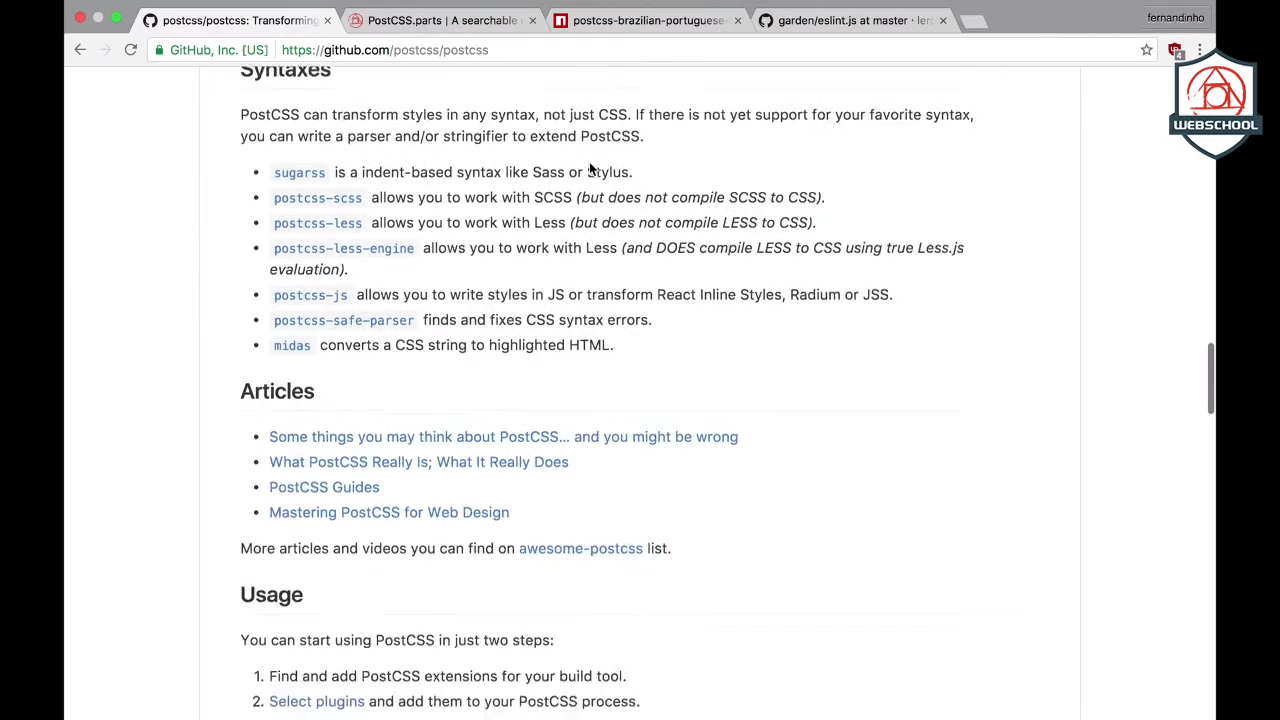 postcss/postcss: Transforming
PostCSS.parts | A searchable
postcss-brazilian-portuguese-
garden/eslint.js at master · ler
fernandinho
GitHub, Inc. [US]
https://github.com/postcss/postcss
4
WEBSCHOOL
Syntaxes
PostCSS can transform styles in any syntax, not just CSS. If there is not yet support for your favorite syntax,
you can write a parser and/or stringifier to extend PostCSS.
• sugarss is a indent-based syntax like Sass or Stylus.
• postcss-scss allows you to work with SCSS (but does not compile SCSS to CSS).
• postcss-less allows you to work with Less (but does not compile LESS to CSS).
• postcss-less-engine allows you to work with Less (and DOES compile LESS to CSS using true Less.js
evaluation).
• postcss-js allows you to write styles in JS or transform React Inline Styles, Radium or JSS.
• postcss-safe-parser finds and fixes CSS syntax errors.
• midas converts a CSS string to highlighted HTML.
Articles
• Some things you may think about PostCSS... and you might be wrong
• What PostCSS Really Is; What It Really Does
• PostCSS Guides
• Mastering PostCSS for Web Design
More articles and videos you can find on awesome-postcss list.
Usage
You can start using PostCSS in just two steps:
1. Find and add PostCSS extensions for your build tool.
2. Select plugins and add them to your PostCSS process.